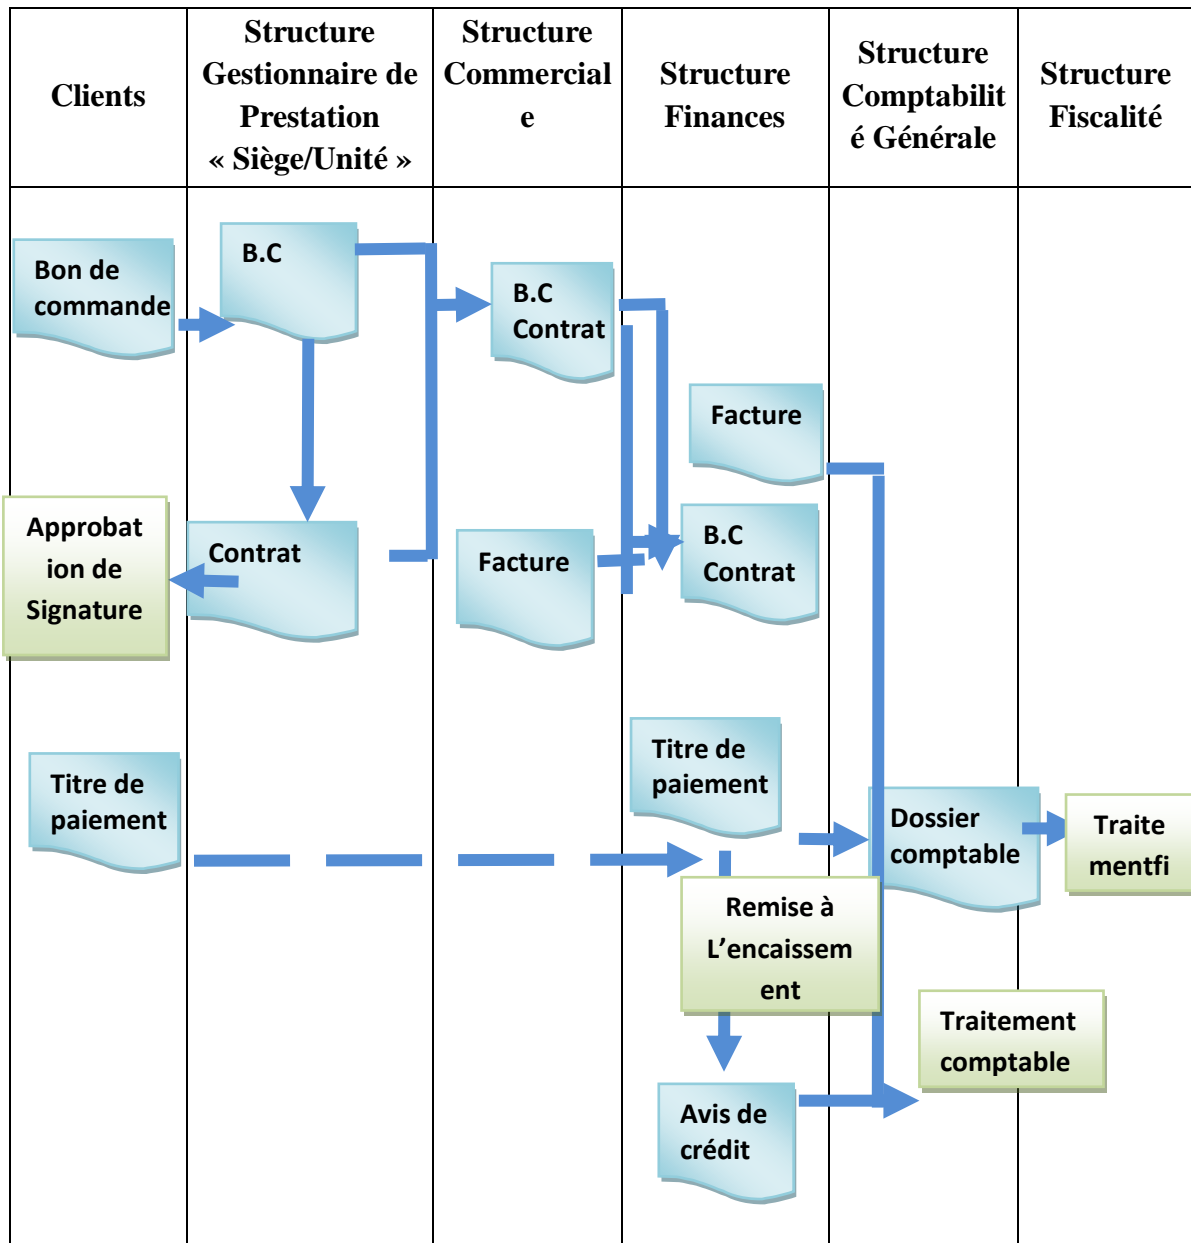 Clients
Structure
Gestionnaire de
Prestation
« Siège/Unité »
Structure
Commercial
e
Structure
Finances
Structure
Comptabilit
é Générale
Structure
Fiscalité
Bon de
commande
B.C
B.C
Contrat
Facture
Approbat
ion de
Signature
Contrat
Facture
B.C
Contrat
Titre de
paiement
Titre de
paiement
Dossier
comptable
Traite
mentfi
Remise à
L’encaissem
ent
Traitement
comptable
Avis de
crédit